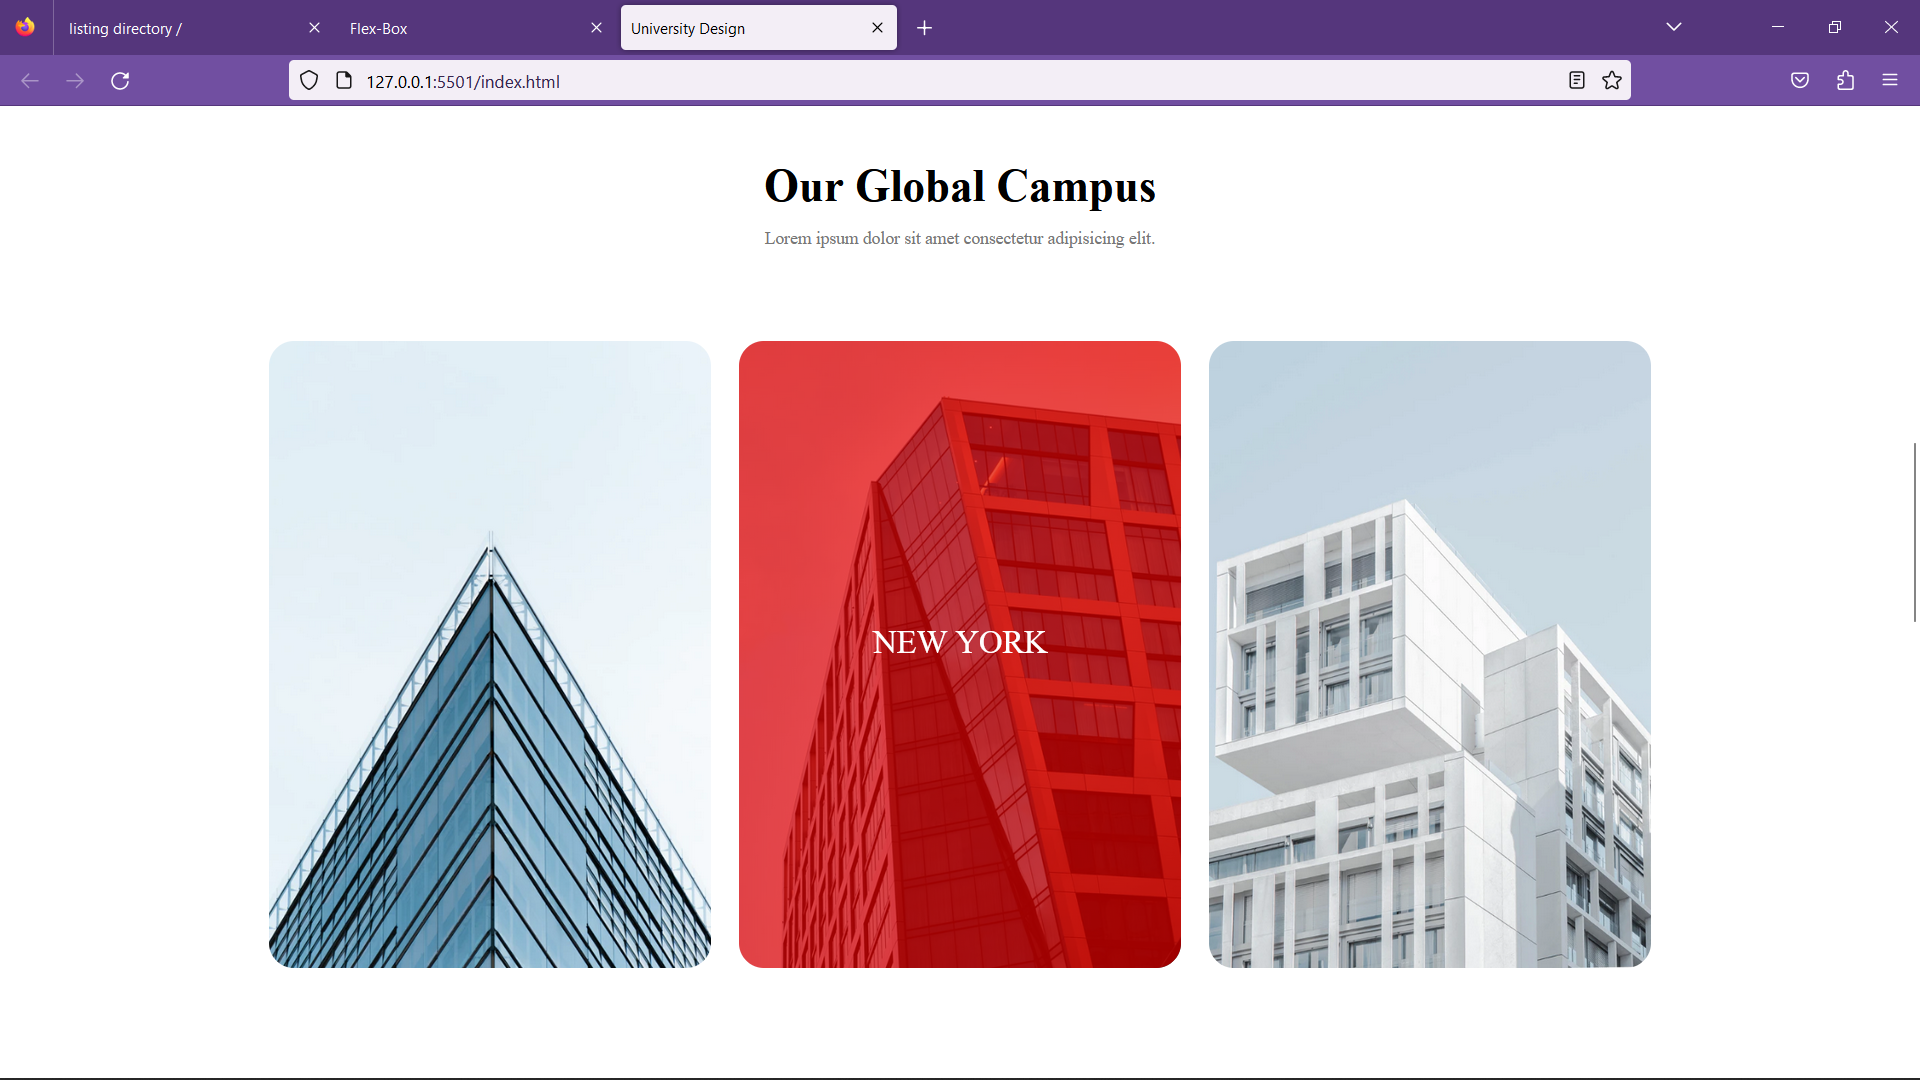 listing directory /
Flex-Box
University Design
127.0.0.1:5501/index.html
Our Global Campus
Lorem ipsum dolor sit amet consectetur adipisicing elit.
NEW YORK